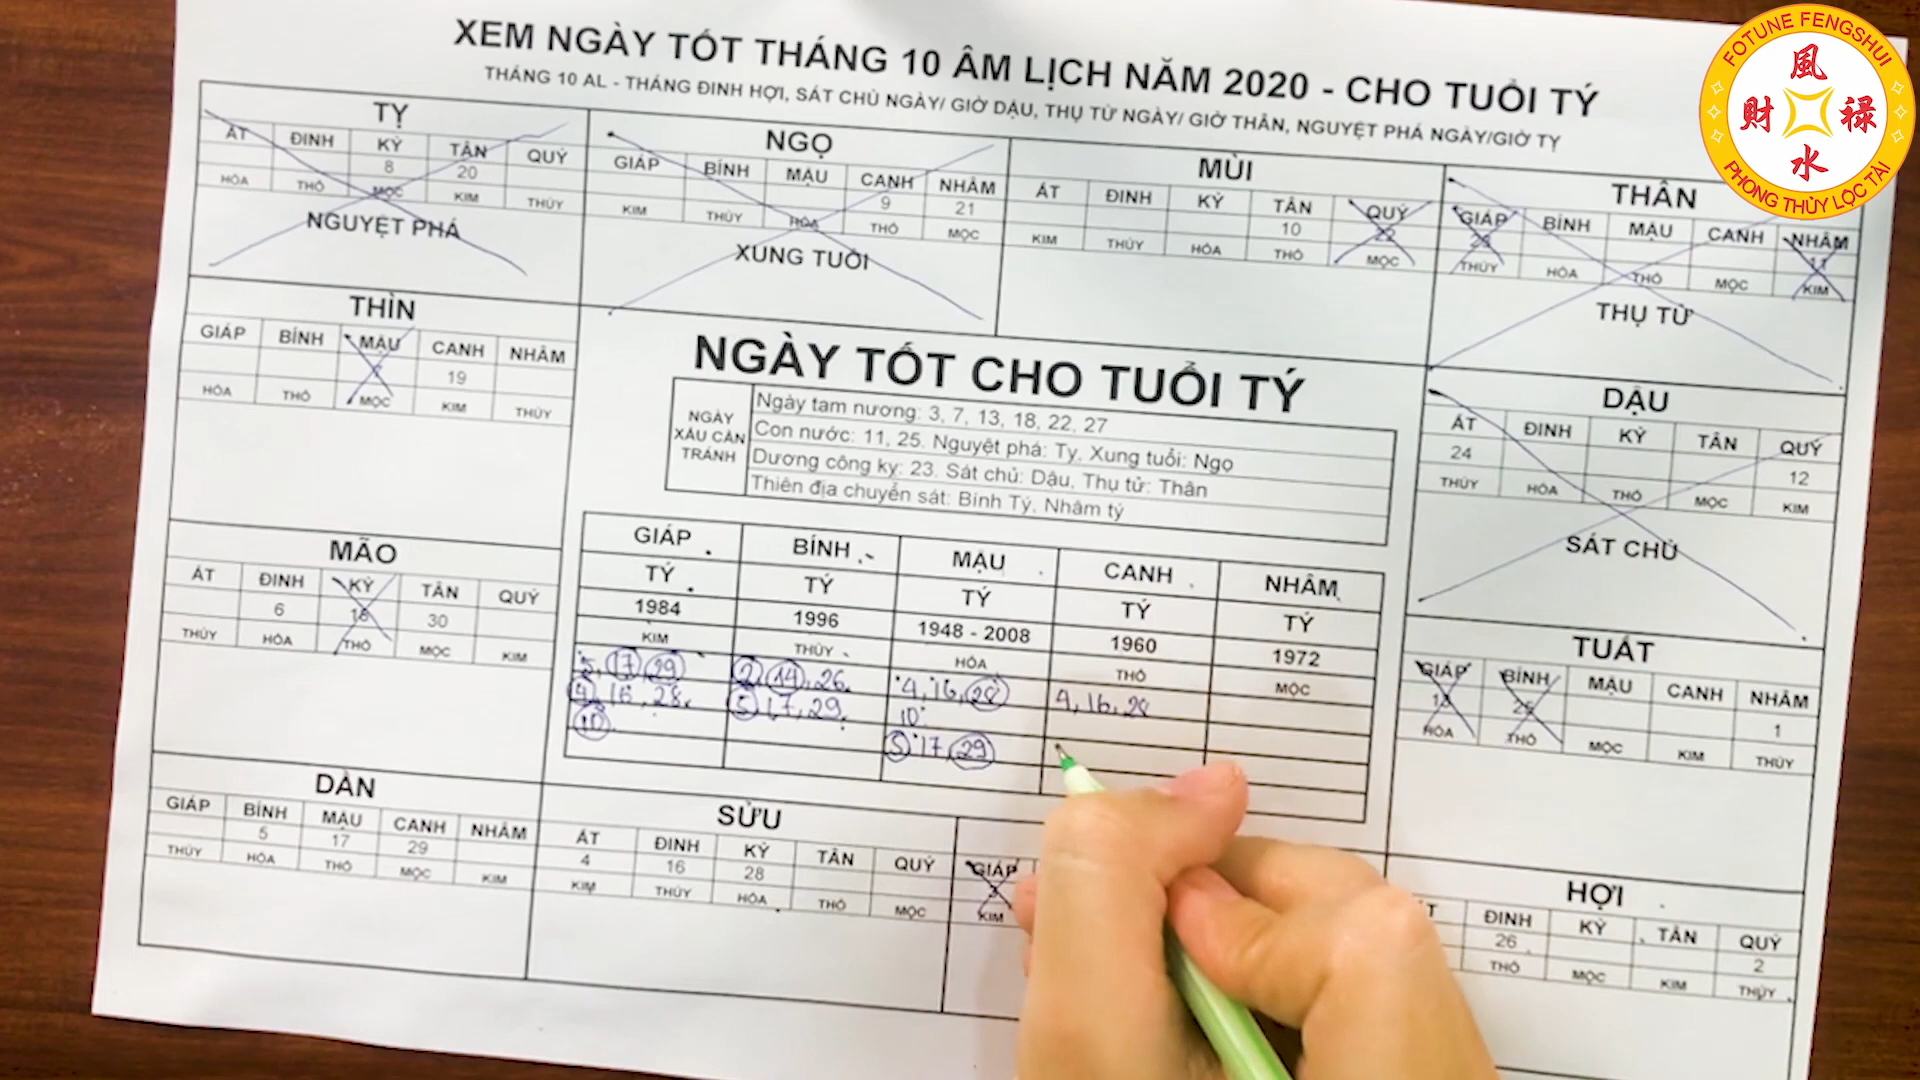 XEM NGÀY TỐT THÁNG 10 ÂM LỊCH NĂM 2020 - CHO TUỔI TÝ
THÁNG 10 AL - THÁNG ĐINH HỢI, SÁT CHỦ NGÀY/ GIỜ DẬU, THỤ TỬ NGÀY/ GIỜ THÂN, NGUYỆT PHÁ NGÀY/GIỜ TỴ
FOTUNE FENGSHUI
風
財 禄
水
PHONG THỦY LỘC TÀI
TỴ
ẤT ĐINH KỶ TÂN QUÝ
8 20
HỎA THỔ MỘC KIM THỦY
NGUYỆT PHÁ
NGỌ
GIÁP BÍNH MẬU CANH NHÂM
9 21
KIM THỦY HỎA THỔ MỘC
XUNG TUỔI
MÙI
ẤT ĐINH KỶ TÂN QUÝ
10 22
KIM THỦY HỎA THỔ MỘC
THÂN
GIÁP BÍNH MẬU CANH NHÂM
23 11
THỦY HỎA THỔ MỘC KIM
THỤ TỬ
THÌN
GIÁP BÍNH MẬU CANH NHÂM
7 19
HỎA THỔ MỘC KIM THỦY
NGÀY TỐT CHO TUỔI TÝ
NGÀY XẤU CẦN TRÁNH
Ngày tam nương: 3, 7, 13, 18, 22, 27
Con nước: 11, 25. Nguyệt phá: Tỵ, Xung tuổi: Ngọ
Dương công kỵ: 23. Sát chủ: Dậu, Thụ tử: Thân
Thiên địa chuyển sát: Bính Tý, Nhâm tý
DẬU
ẤT ĐINH KỶ TÂN QUÝ
24 12
THỦY HỎA THỔ MỘC KIM
SÁT CHỦ
MÃO
ẤT ĐINH KỶ TÂN QUÝ
6 18 30
THỦY HỎA THỔ MỘC KIM
GIÁP BÍNH MẬU CANH NHÂM
TÝ TÝ TÝ TÝ TÝ
1984 1996 1948 - 2008 1960 1972
KIM THỦY HỎA THỔ MỘC
5, 17, 29 2, 14, 26. 4, 16, 28 4, 16, 28
4, 16, 28. 5, 17, 29. 10
10. 5 17, 29
TUẤT
GIÁP BÍNH MẬU CANH NHÂM
13 25 1
HỎA THỔ MỘC KIM THỦY
DẦN
GIÁP BÍNH MẬU CANH NHÂM
5 17 29
THỦY HỎA THỔ MỘC KIM
SỬU
ẤT ĐINH KỶ TÂN QUÝ
4 16 28
KIM THỦY HỎA THỔ MỘC
GIÁP
3
KIM
HỢI
ĐINH KỶ TÂN QUÝ
26 2
THỔ MỘC KIM THỦY